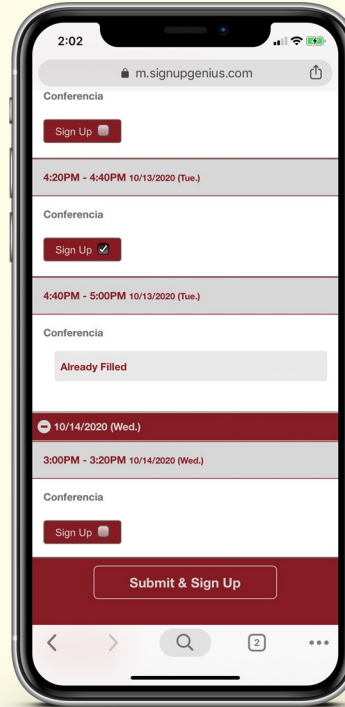 2:02
m.signupgenius.com
Conferencia
Sign Up
4:20PM - 4:40PM 10/13/2020 (Tue.)
Conferencia
Sign Up
4:40PM - 5:00PM 10/13/2020 (Tue.)
Conferencia
Already Filled
10/14/2020 (Wed.)
3:00PM - 3:20PM 10/14/2020 (Wed.)
Conferencia
Sign Up
Submit & Sign Up
2